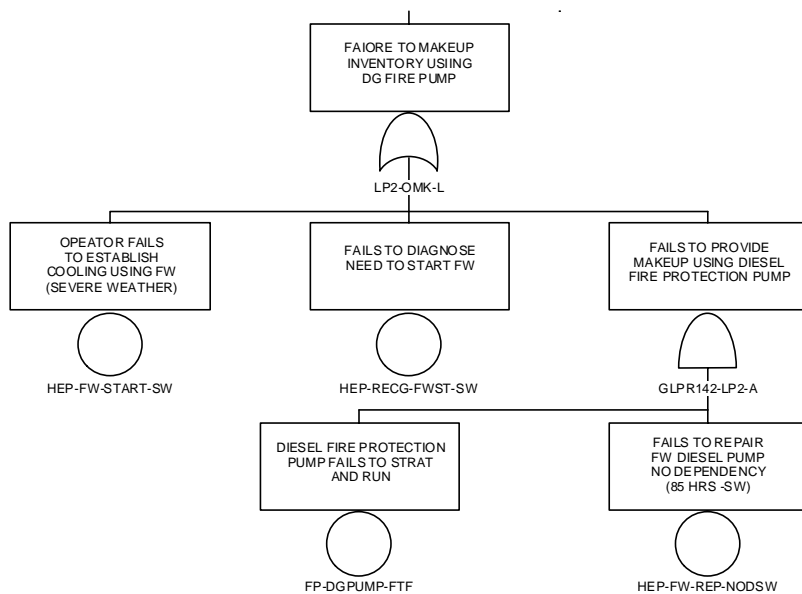 FAIORE TO MAKEUP
INVENTORY USIING
DG FIRE PUMP
LP2-OMK-L
OPEATOR FAILS
TO ESTABLISH
COOLING USING FW
(SEVERE WEATHER)
FAILS TO DIAGNOSE
NEED TO START FW
FAILS TO PROVIDE
MAKEUP USING DIESEL
FIRE PROTECTION PUMP
HEP-FW-START-SW
HEP-RECG-FWST-SW
GLPR142-LP2-A
DIESEL FIRE PROTECTION
PUMP FAILS TO STRAT
AND RUN
FAILS TO REPAIR
FW DIESEL PUMP
NO DEPENDENCY
(85 HRS -SW)
FP-DGPUMP-FTF
HEP-FW-REP-NODSW